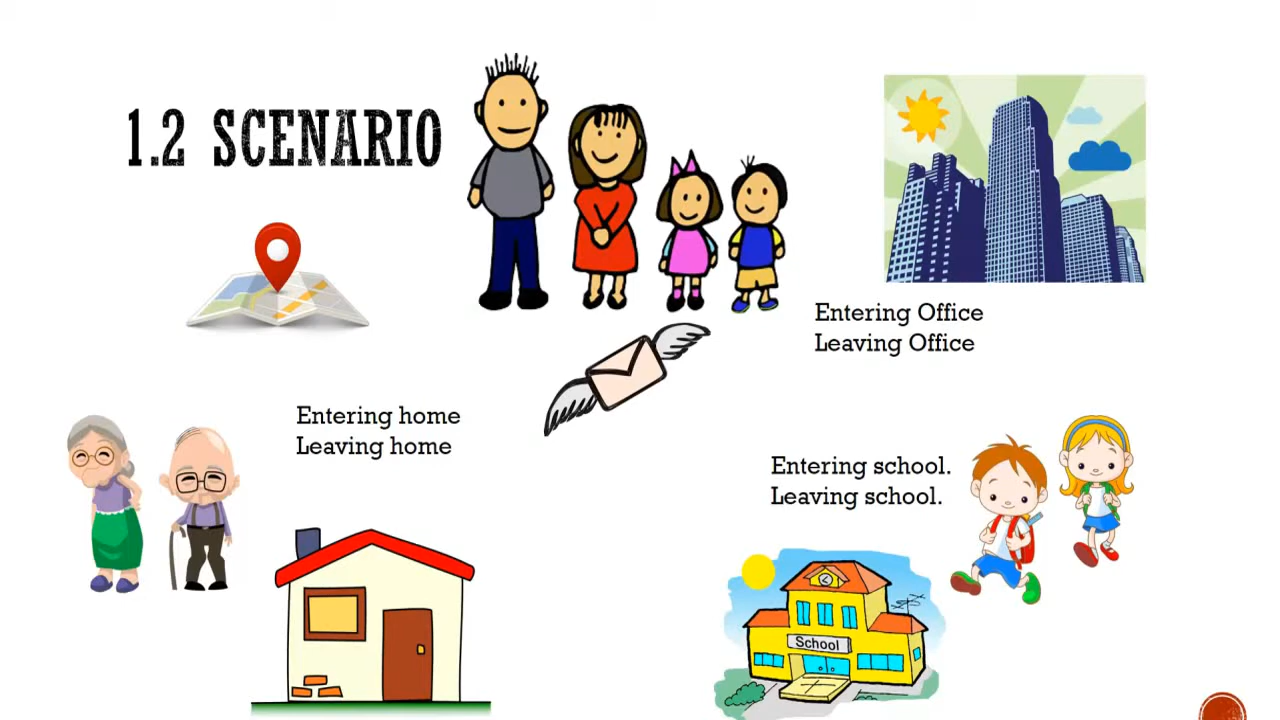 1.2 SCENARIO
Entering Office
Leaving Office
Entering home
Leaving home
Entering school.
Leaving school.
School